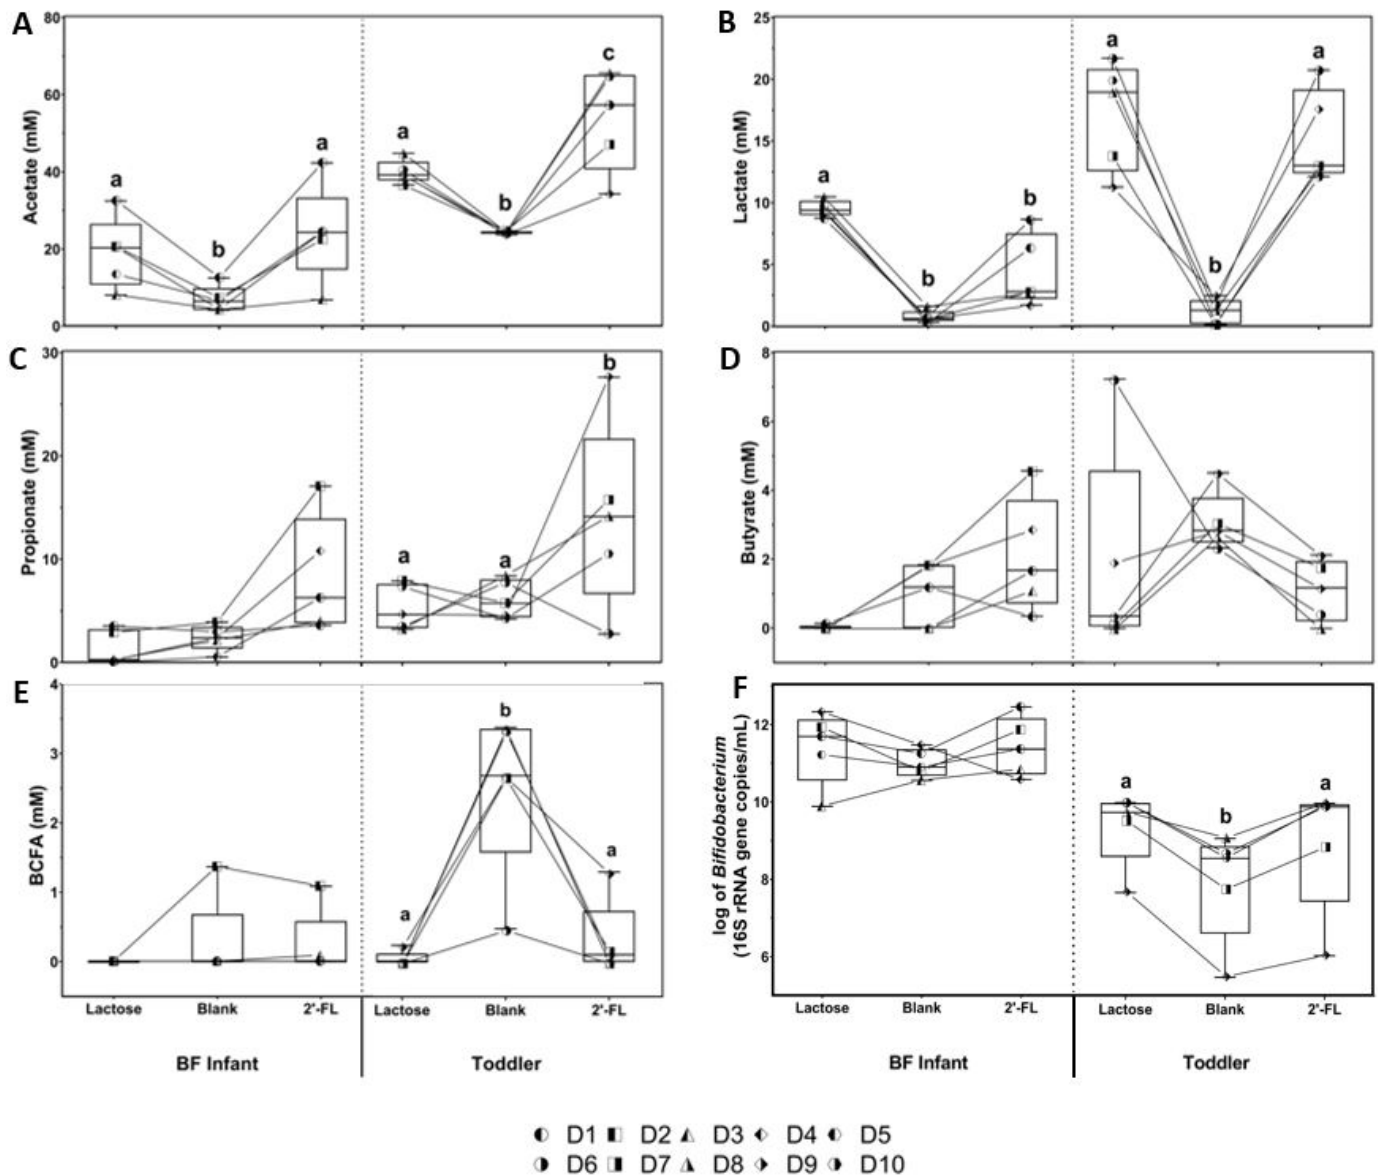 A
80
60
40
20
0
Acetate (mM)
a
b
a
a
b
c
B
25
20
15
10
5
0
Lactate (mM)
a
b
b
a
b
a
C
30
20
10
0
Propionate (mM)
a
a
b
D
8
6
4
2
0
Butyrate (mM)
E
4
3
2
1
0
BCFA (mM)
a
b
a
Lactose Blank 2'-FL Lactose Blank 2'-FL
BF Infant Toddler
F
12
10
8
6
log of Bifidobacterium
(16S rRNA gene copies/mL)
a
b
a
Lactose Blank 2'-FL Lactose Blank 2'-FL
BF Infant Toddler
D1 D2 D3 D4 D5
D6 D7 D8 D9 D10